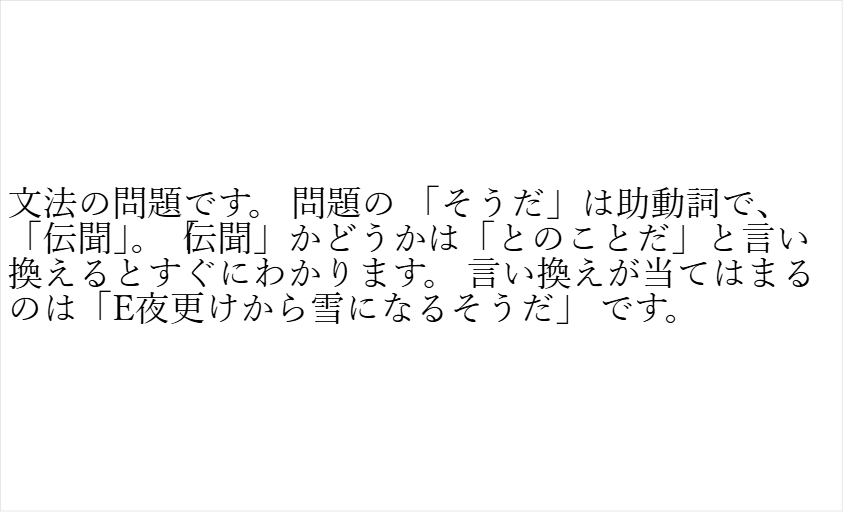 文法の問題です。 問題の 「そうだ」は助動詞で、
「伝聞」。 「伝聞」かどうかは「とのことだ」と言い
換えるとすぐにわかります。 言い換えが当てはまる
のは「E夜更けから雪になるそうだ」 です。